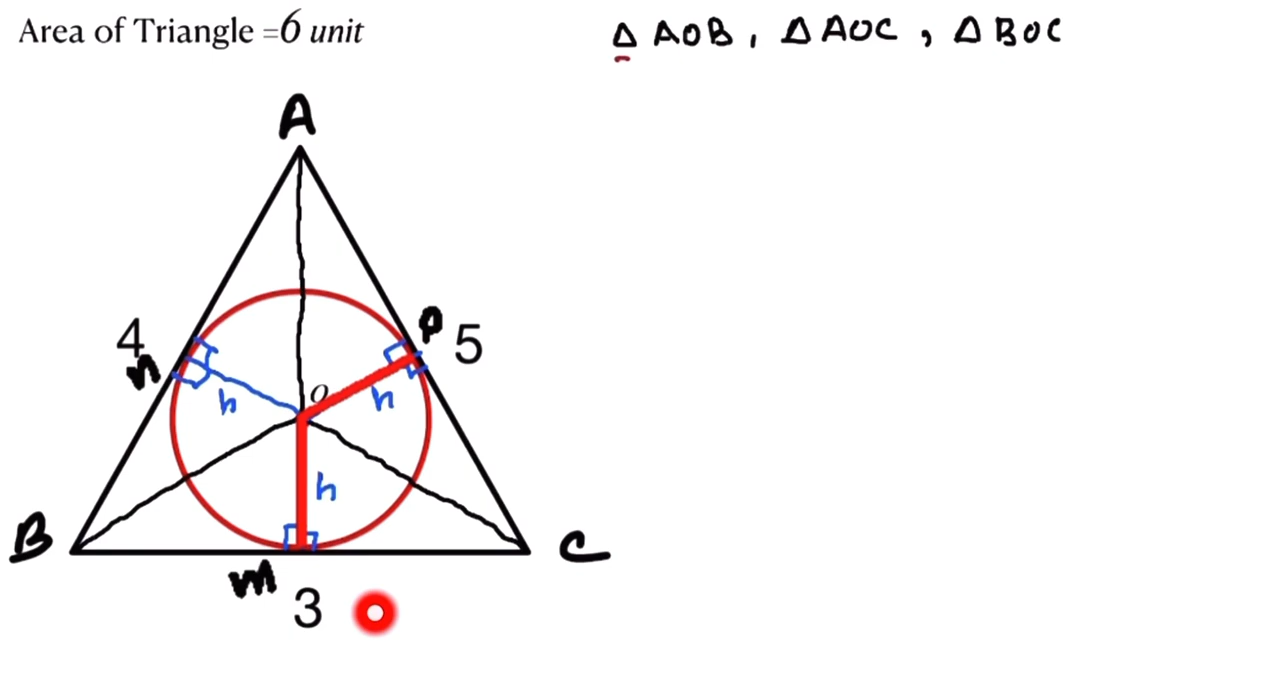 Area of Triangle =6 unit
Δ AOB, Δ AOC, Δ BOC
A
4
n
P
5
h
O
h
h
B
C
m
3